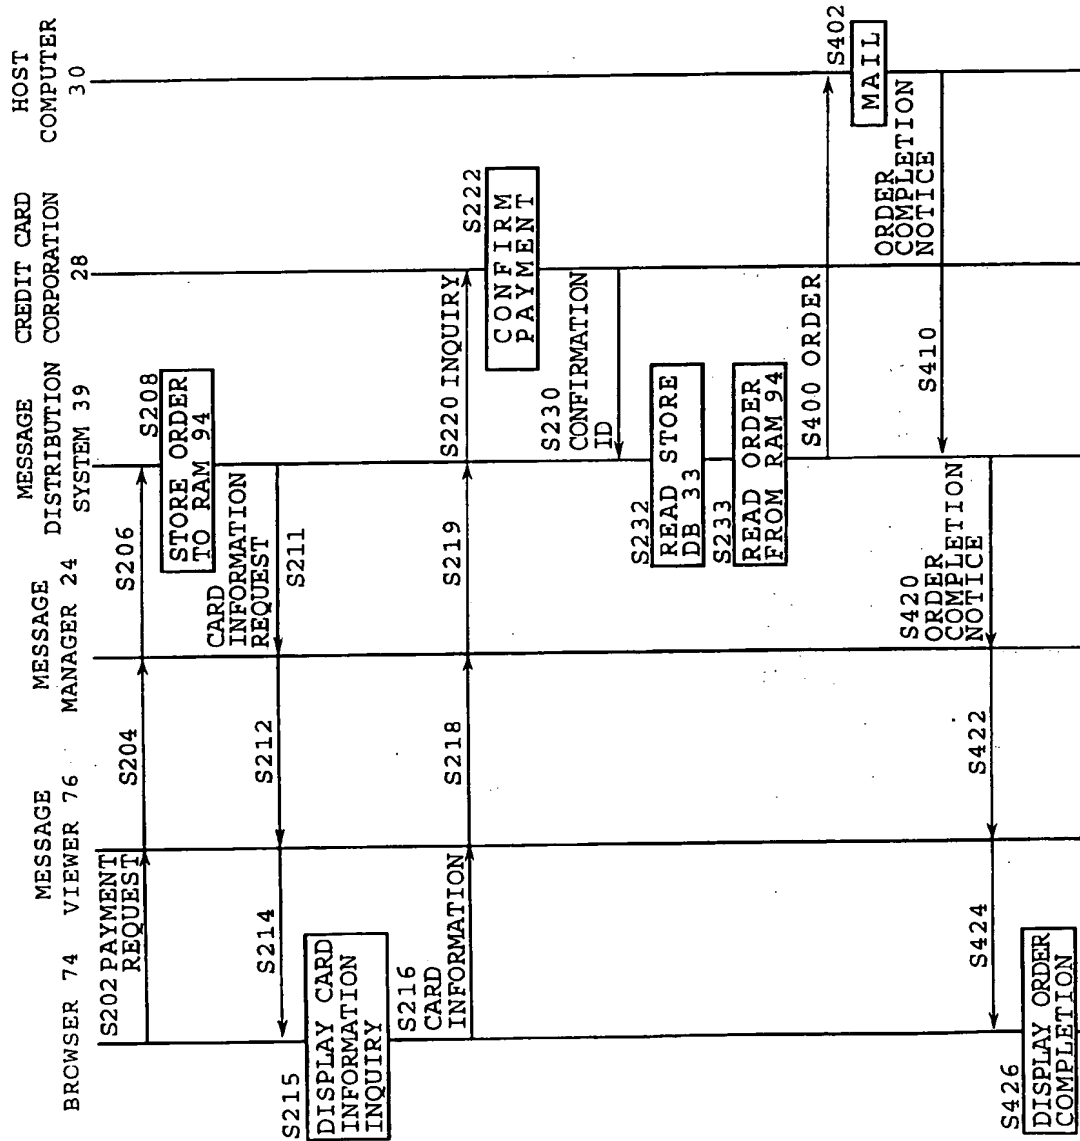 BROWSER 74
MESSAGE
VIEWER 76
MESSAGE
MANAGER 24
MESSAGE
DISTRIBUTION
SYSTEM 39
CREDIT CARD
CORPORATION
28
HOST
COMPUTER
30
S202 PAYMENT
REQUEST
S204
S206
S208
STORE ORDER
TO RAM 94
CARD
INFORMATION
REQUEST
S211
S212
S214
S215
DISPLAY CARD
INFORMATION
INQUIRY
S216
CARD
INFORMATION
S218
S219
S220 INQUIRY
S222
CONFIRM
PAYMENT
S230
CONFIRMATION
ID
S232
READ STORE
DB 33
S233
READ ORDER
FROM RAM 94
S400 ORDER
S402
MAIL
ORDER
COMPLETION
NOTICE
S410
S420
ORDER
COMPLETION
NOTICE
S422
S424
S426
DISPLAY ORDER
COMPLETION